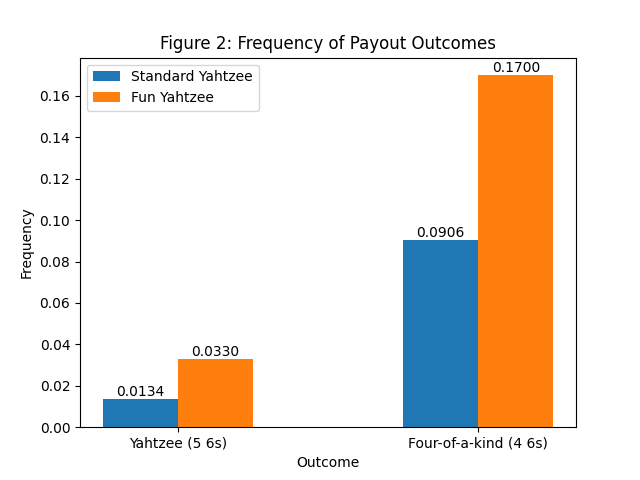 Figure 2: Frequency of Payout Outcomes
Standard Yahtzee
Fun Yahtzee
0.1700
0.16
0.14
0.12
0.10
0.0906
0.08
0.06
0.04
0.0330
0.02
0.0134
0.00
Frequency
Yahtzee (5 6s)
Four-of-a-kind (4 6s)
Outcome